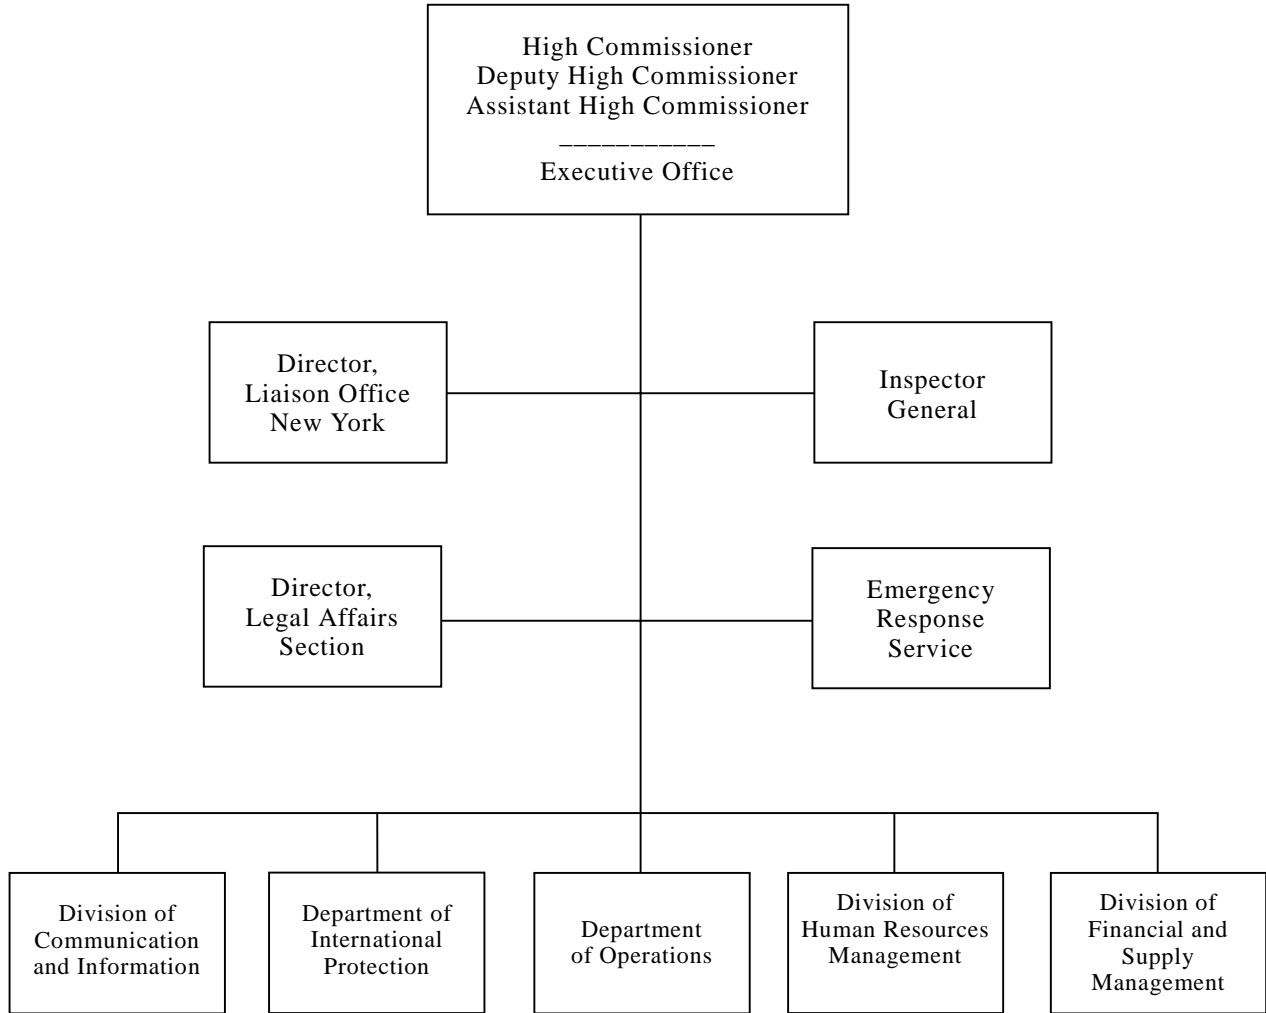 High Commissioner
Deputy High Commissioner
Assistant High Commissioner
___________
Executive Office
Director,
Liaison Office
New York
Inspector
General
Director,
Legal Affairs
Section
Emergency
Response
Service
Division of
Communication
and Information
Department of
International
Protection
Department
of Operations
Division of
Human Resources
Management
Division of
Financial and
Supply
Management